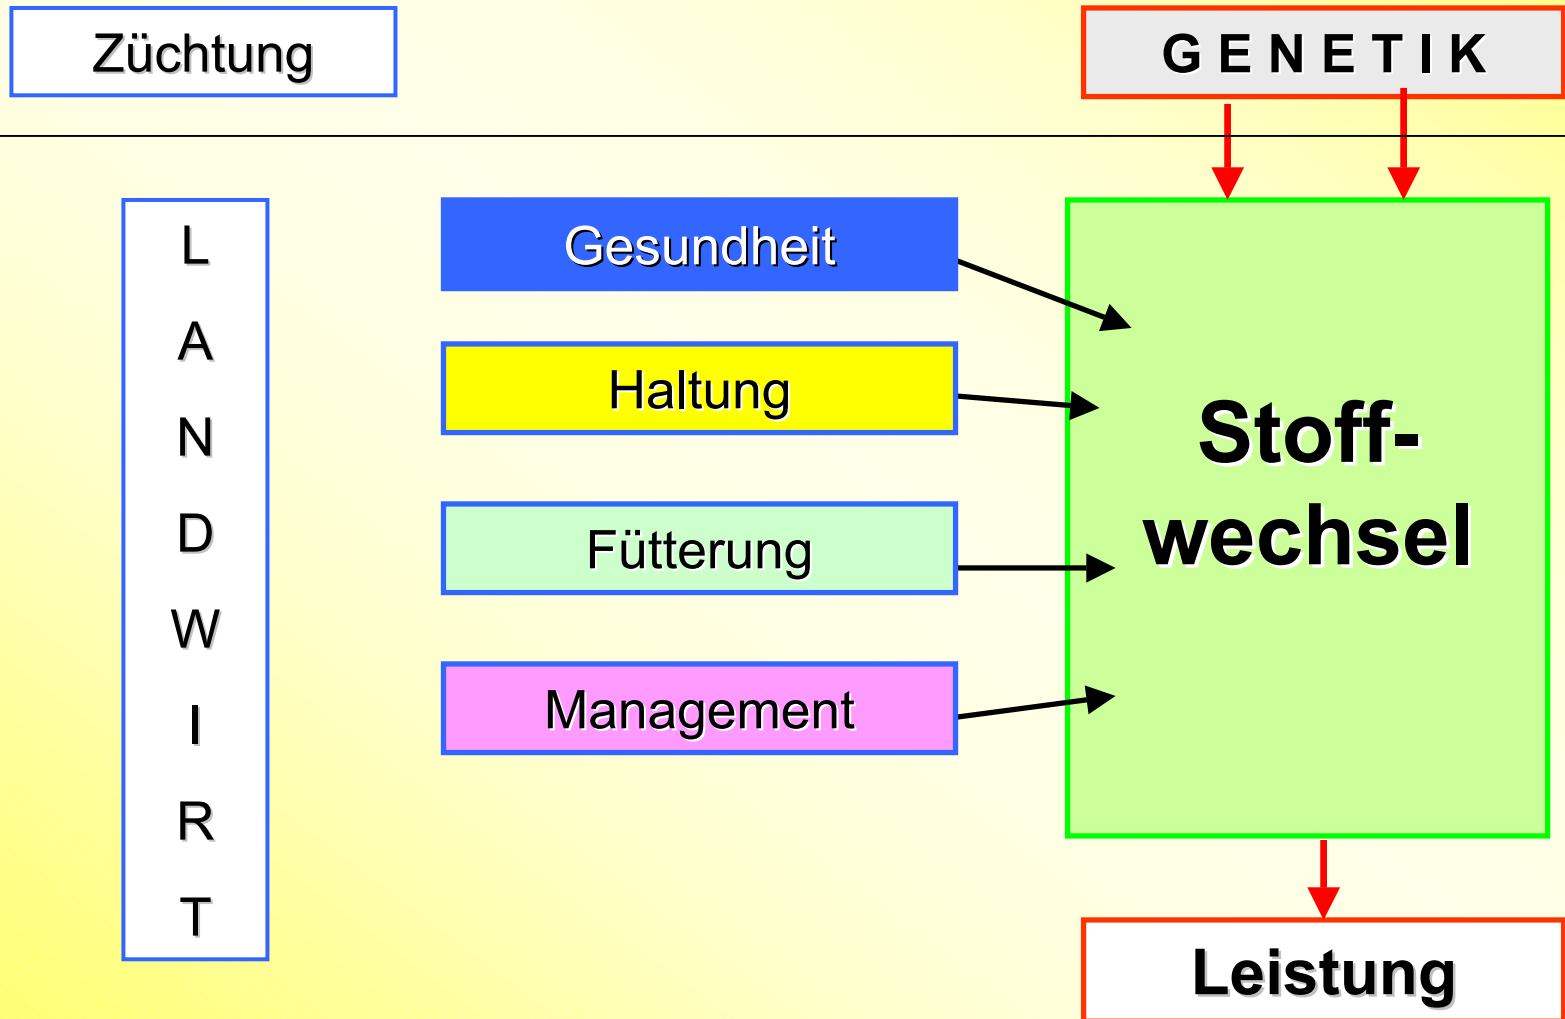 Züchtung
G E N E T I K
L
A
N
D
W
I
R
T
Gesundheit
Haltung
Fütterung
Management
Stoff-
wechsel
Leistung